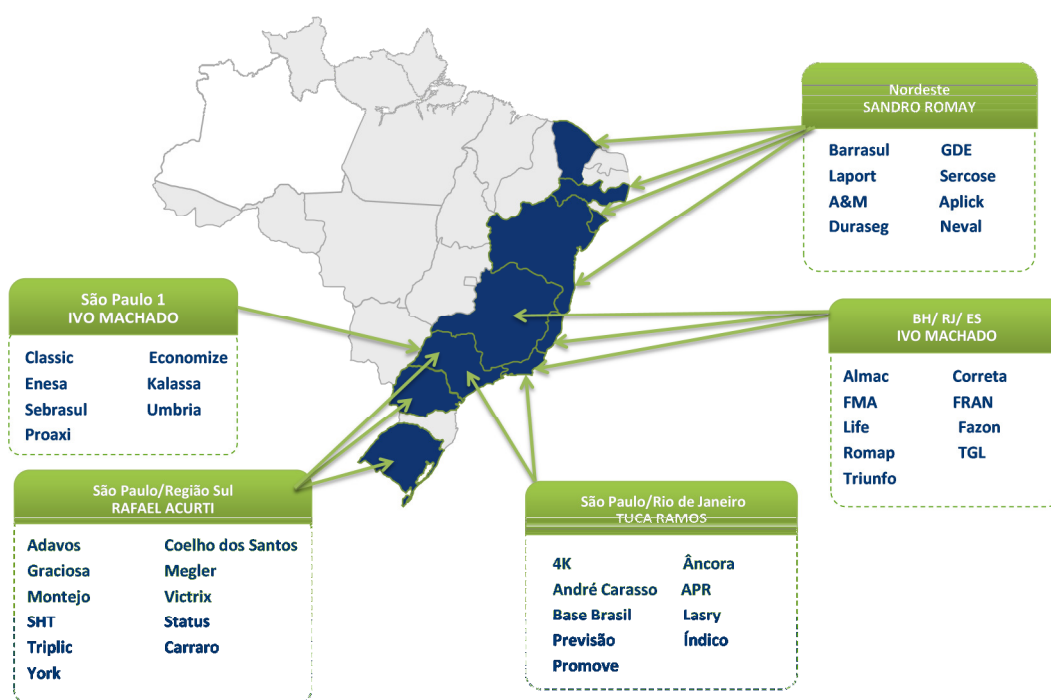 Nordeste
SANDRO ROMAY
Barrasul GDE
Laport Sercose
A&M Aplick
Duraseg Neval
São Paulo 1
IVO MACHADO
Classic Economize
Enesa Kalassa
Sebrasul Umbria
Proaxi
BH/ RJ/ ES
IVO MACHADO
Almac Correta
FMA FRAN
Life Fazon
Romap TGL
Triunfo
São Paulo/Região Sul
RAFAEL ACURTI
Adavos Coelho dos Santos
Graciosa Megler
Montejo Victrix
SHT Status
Triplic Carraro
York
São Paulo/Rio de Janeiro
TUCA RAMOS
4K Âncora
André Carasso APR
Base Brasil Lasry
Previsão Índico
Promove